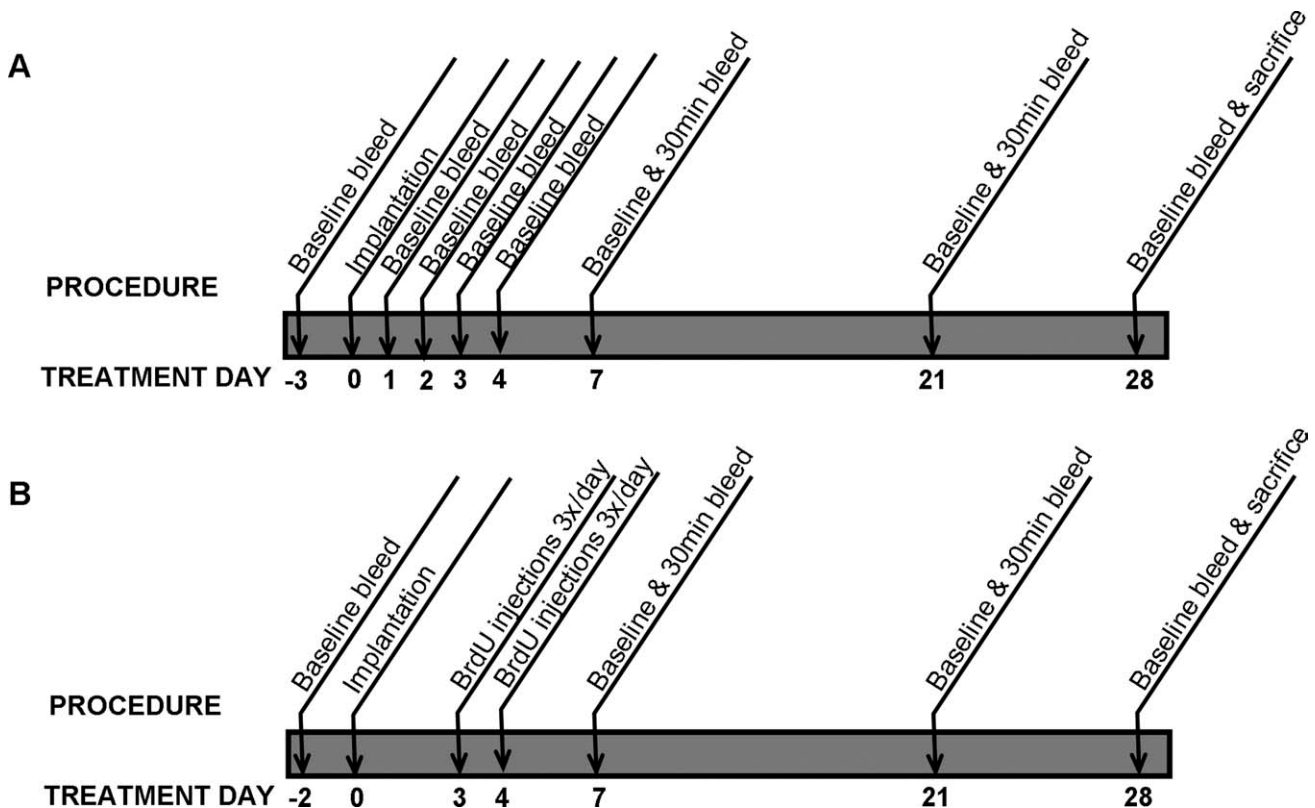 A
Baseline bleed
Implantation
Baseline bleed
Baseline bleed
Baseline bleed
Baseline bleed
Baseline & 30min bleed
Baseline & 30min bleed
Baseline bleed & sacrifice
PROCEDURE
TREATMENT DAY -3 0 1 2 3 4 7 21 28
B
Baseline bleed
Implantation
BrdU injections 3x/day
BrdU injections 3x/day
Baseline & 30min bleed
Baseline & 30min bleed
Baseline bleed & sacrifice
PROCEDURE
TREATMENT DAY -2 0 3 4 7 21 28